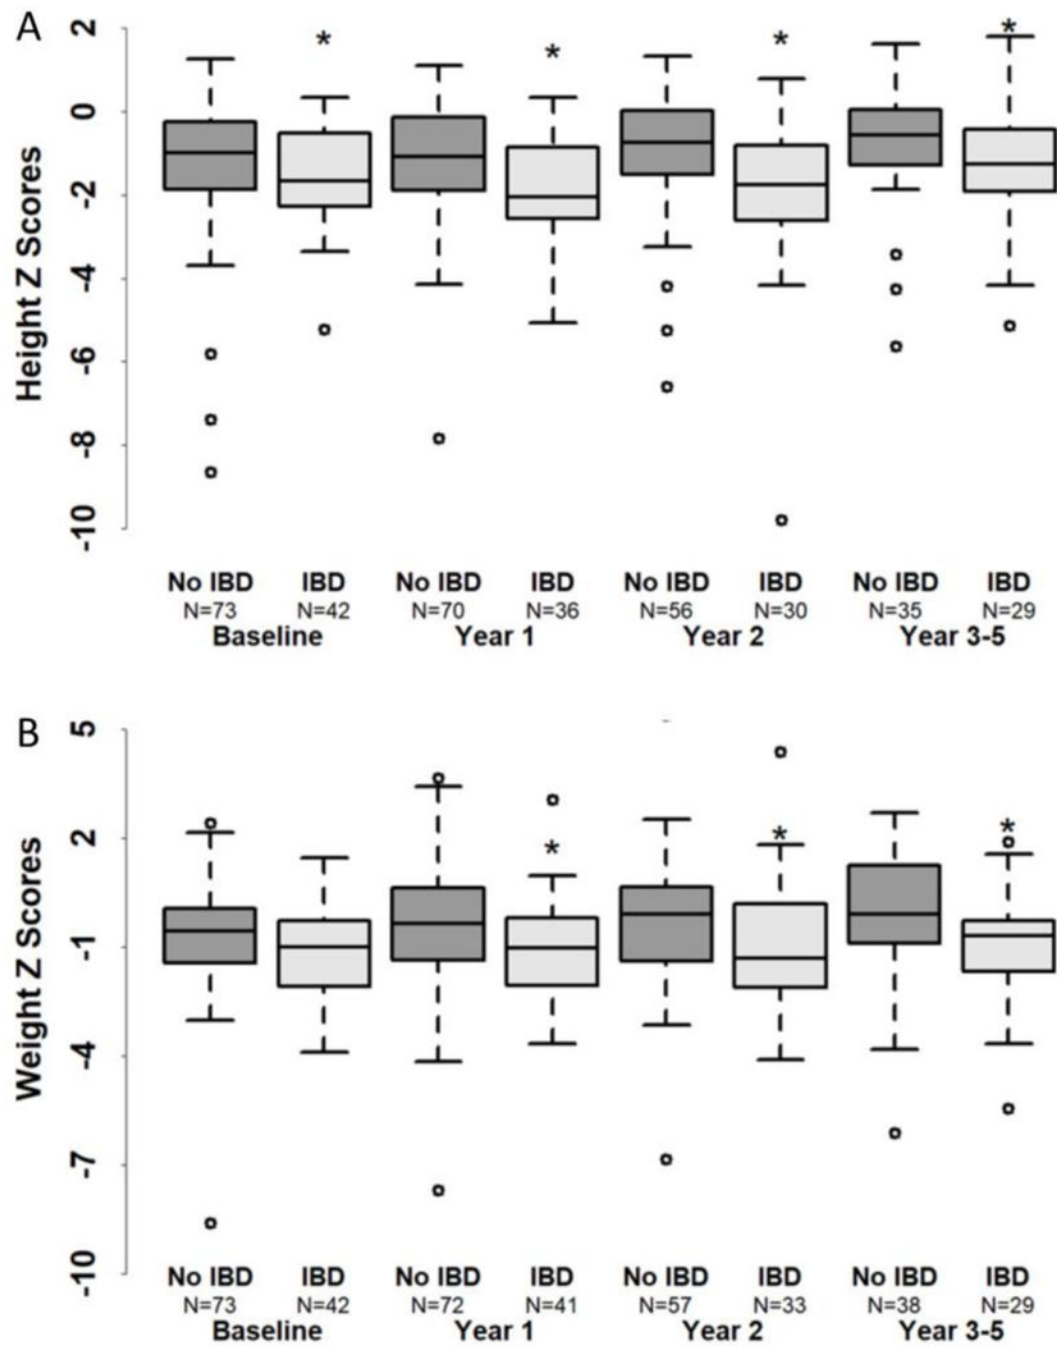 A
Height Z Scores
2
0
-2
-4
-6
-8
-10
* * * *
No IBD IBD No IBD IBD No IBD IBD No IBD IBD
N=73 N=42 N=70 N=36 N=56 N=30 N=35 N=29
Baseline Year 1 Year 2 Year 3-5
B
Weight Z Scores
5
2
-1
-4
-7
-10
* * *
No IBD IBD No IBD IBD No IBD IBD No IBD IBD
N=73 N=42 N=72 N=41 N=57 N=33 N=38 N=29
Baseline Year 1 Year 2 Year 3-5